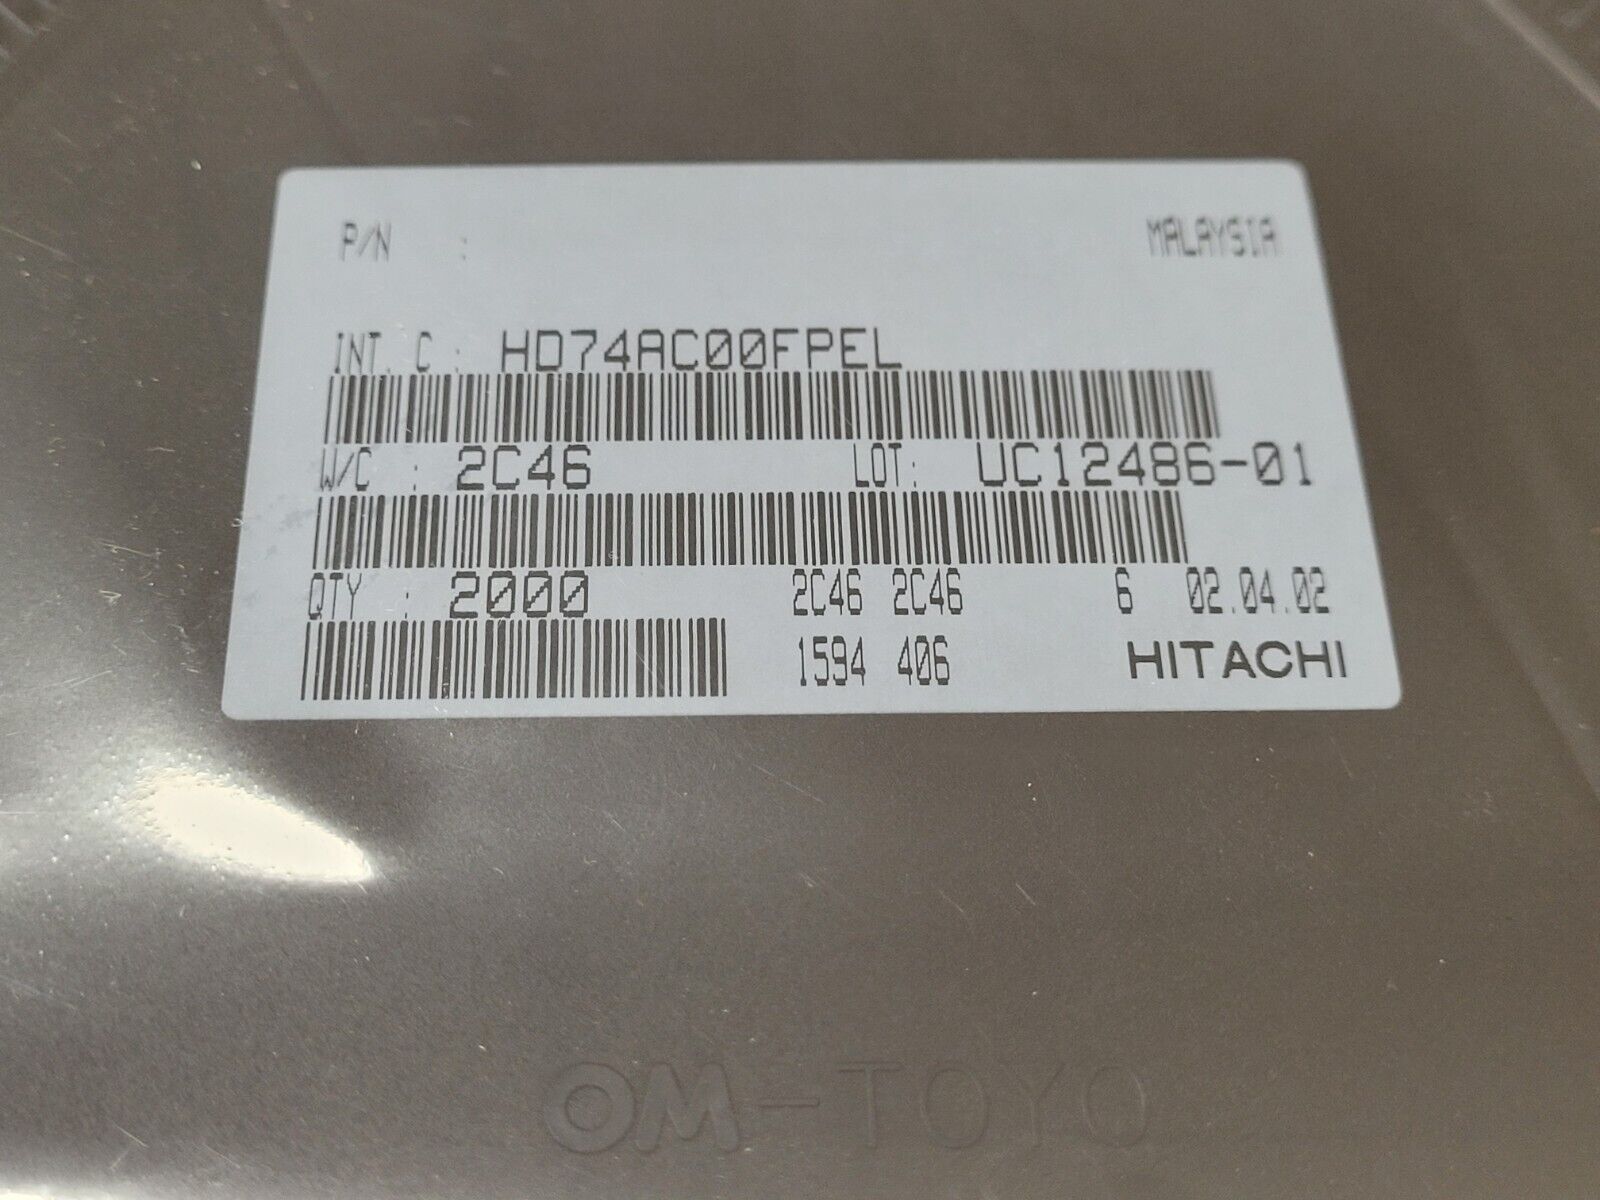 P/N : MALAYSIA
INT. C : HD74AC00FPEL
W/C : 2C46 LOT: UC12486-01
QTY : 2000 2C46 2C46 6 02.04.02
1594 406 HITACHI
OM-TOYO